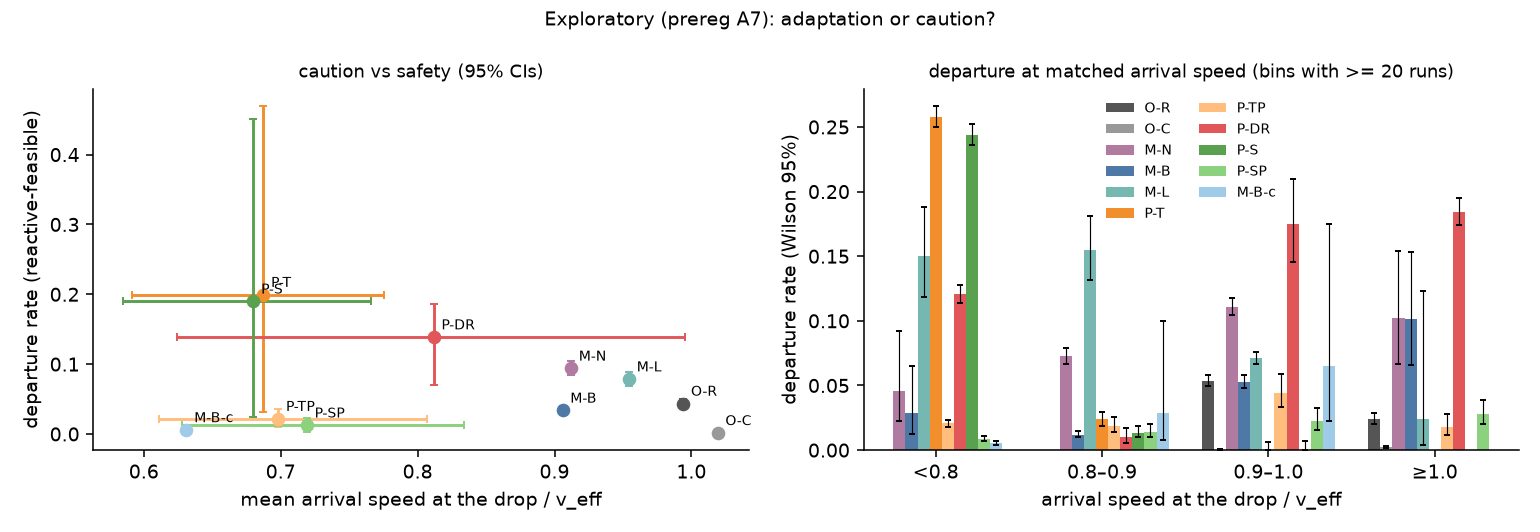 Exploratory (prereg A7): adaptation or caution?
caution vs safety (95% CIs)
departure rate (reactive-feasible)
0.4
0.3
0.2
0.1
0.0
P-T
P-S
P-DR
M-N
M-L
M-B
O-R
O-C
P-TP
P-SP
M-B-c
0.6
0.7
0.8
0.9
1.0
mean arrival speed at the drop / v_eff
departure at matched arrival speed (bins with >= 20 runs)
departure rate (Wilson 95%)
0.25
0.20
0.15
0.10
0.05
0.00
O-R
O-C
M-N
M-B
M-L
P-T
P-TP
P-DR
P-S
P-SP
M-B-c
<0.8
0.8–0.9
0.9–1.0
≥1.0
arrival speed at the drop / v_eff